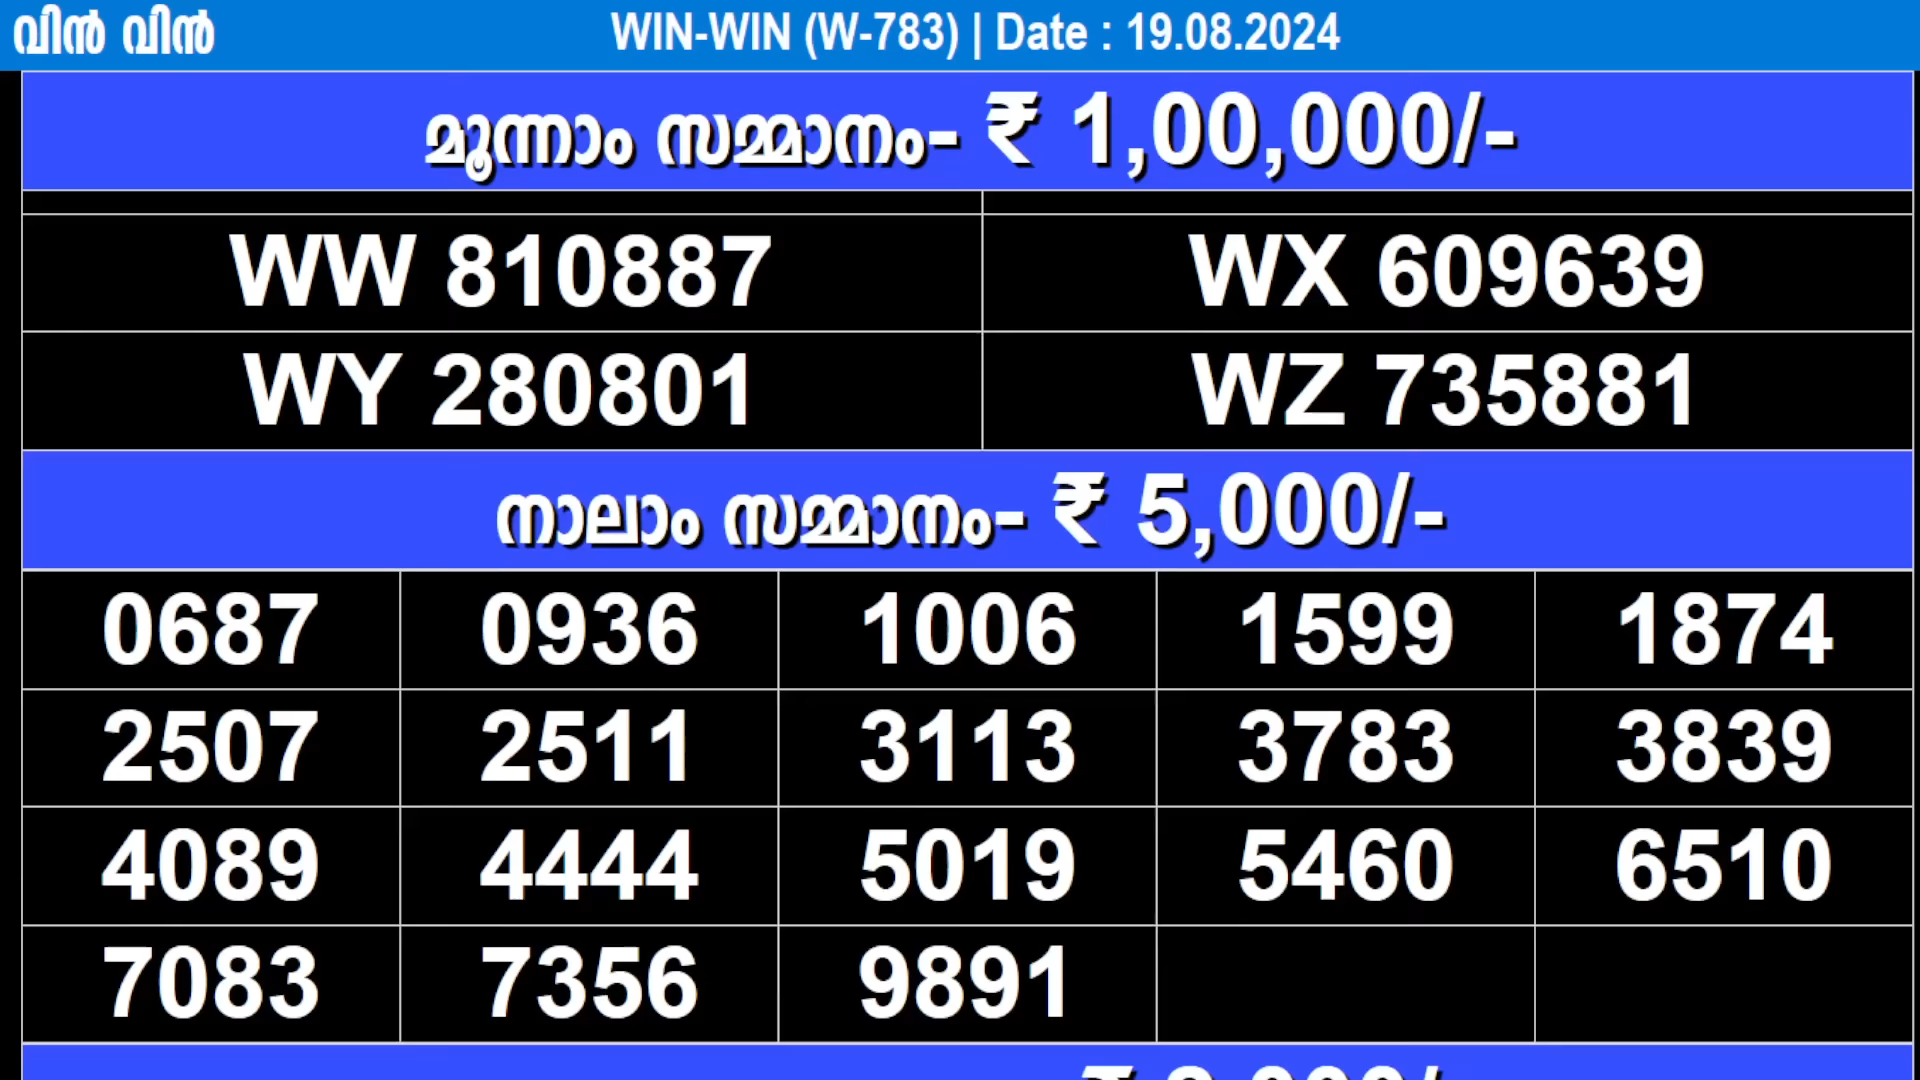 വിൻ വിൻ WIN-WIN (W-783) | Date : 19.08.2024
മൂന്നാം സമ്മാനം- ₹ 1,00,000/-
WW 810887 WX 609639
WY 280801 WZ 735881
നാലാം സമ്മാനം- ₹ 5,000/-
0687 0936 1006 1599 1874
2507 2511 3113 3783 3839
4089 4444 5019 5460 6510
7083 7356 9891